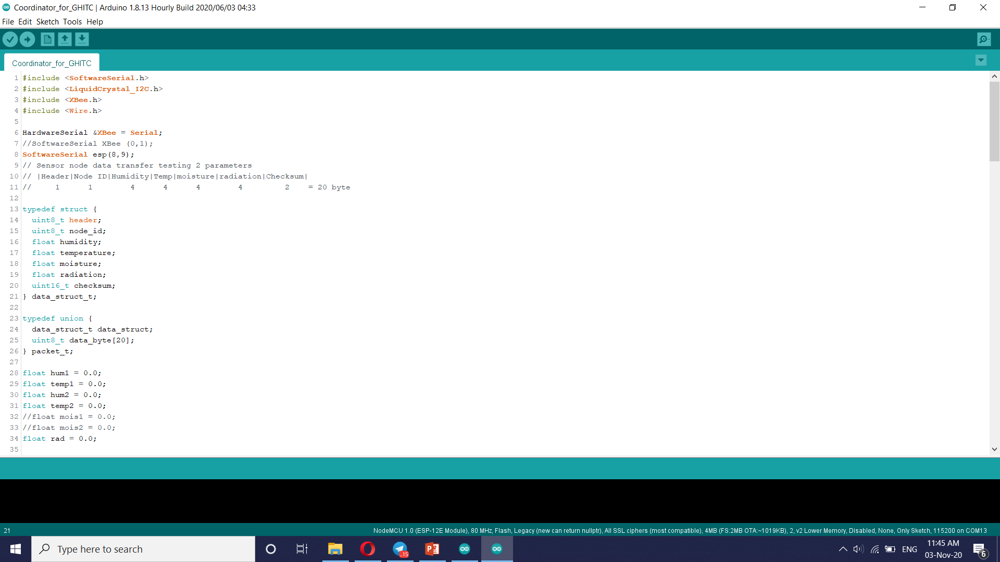 Coordinator_for_GHITC | Arduino 1.8.13 Hourly Build 2020/06/03 04:33
File Edit Sketch Tools Help
Coordinator_for_GHITC
1 #include <SoftwareSerial.h>
2 #include <LiquidCrystal_I2C.h>
3 #include <XBee.h>
4 #include <Wire.h>
5
6 HardwareSerial &XBee = Serial;
7 //SoftwareSerial XBee (0,1);
8 SoftwareSerial esp(8,9);
9 // Sensor node data transfer testing 2 parameters
10 // |Header|Node ID|Humidity|Temp|moisture|radiation|Checksum|
11 //     1      1        4      4      4        4         2    = 20 byte
12
13 typedef struct {
14   uint8_t header;
15   uint8_t node_id;
16   float humidity;
17   float temperature;
18   float moisture;
19   float radiation;
20   uint16_t checksum;
21 } data_struct_t;
22
23 typedef union {
24   data_struct_t data_struct;
25   uint8_t data_byte[20];
26 } packet_t;
27
28 float hum1 = 0.0;
29 float temp1 = 0.0;
30 float hum2 = 0.0;
31 float temp2 = 0.0;
32 //float mois1 = 0.0;
33 //float mois2 = 0.0;
34 float rad = 0.0;
35
21
NodeMCU 1.0 (ESP-12E Module), 80 MHz, Flash, Legacy (new can return nullptr), All SSL ciphers (most compatible), 4MB (FS:2MB OTA:~1019KB), 2, v2 Lower Memory, Disabled, None, Only Sketch, 115200 on COM13
Type here to search
..15
ENG
11:45 AM
03-Nov-20
6